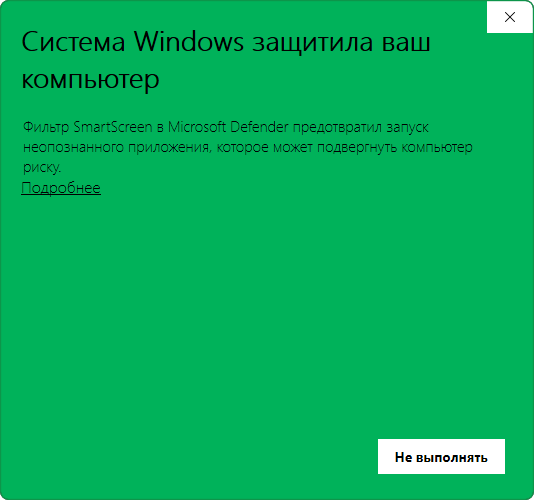 Система Windows защитила ваш
компьютер
Фильтр SmartScreen в Microsoft Defender предотвратил запуск
неопознанного приложения, которое может подвергнуть компьютер
риску.
Подробнее
Не выполнять